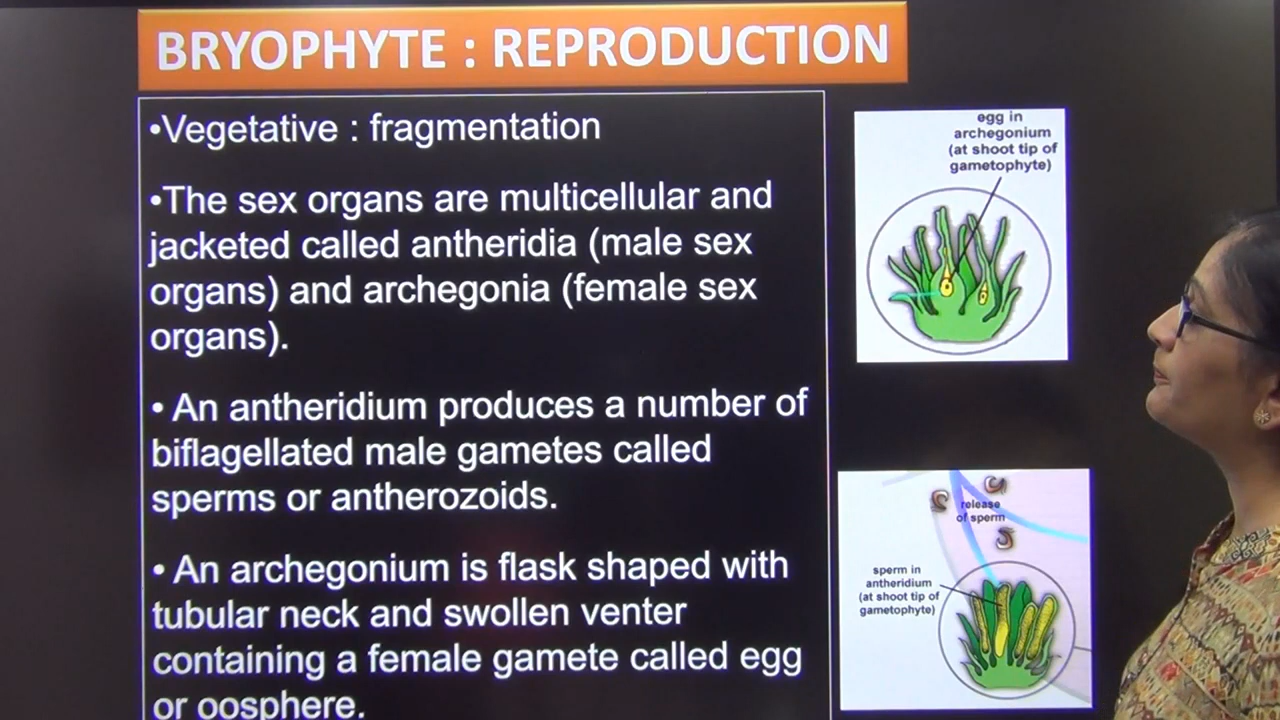 BRYOPHYTE : REPRODUCTION
•Vegetative : fragmentation
•The sex organs are multicellular and
jacketed called antheridia (male sex
organs) and archegonia (female sex
organs).
• An antheridium produces a number of
biflagellated male gametes called
sperms or antherozoids.
• An archegonium is flask shaped with
tubular neck and swollen venter
containing a female gamete called egg
or oosphere.
egg in
archegonium
(at shoot tip of
gametophyte)
release
of sperm
sperm in
antheridium
(at shoot tip of
gametophyte)